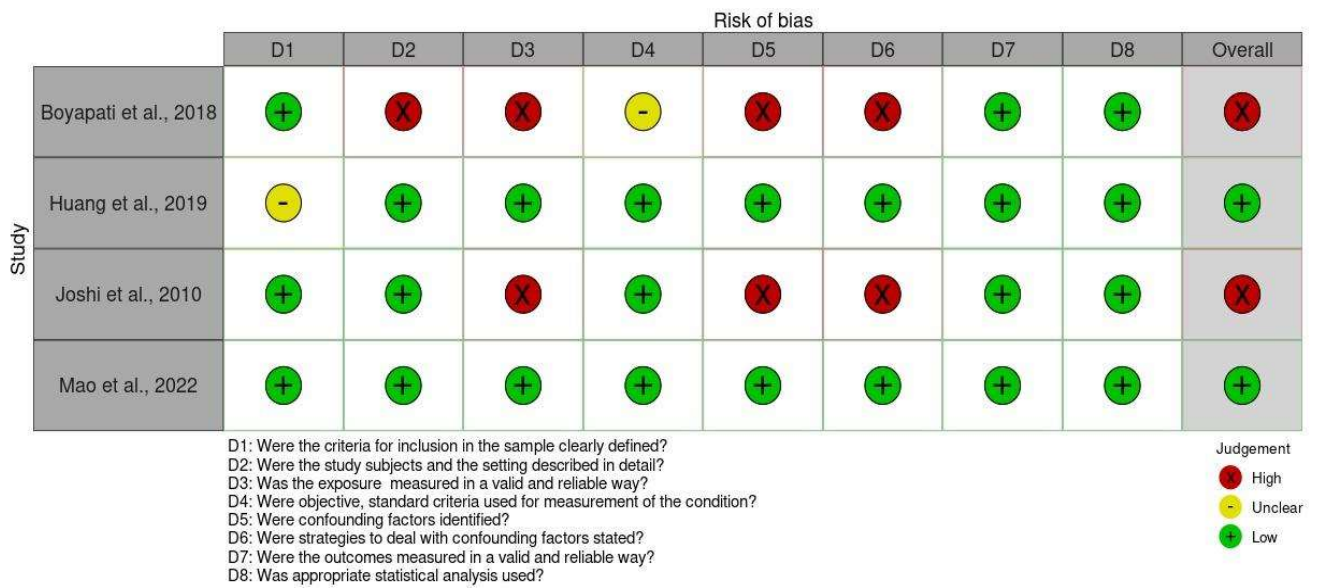 Risk of bias
D1 D2 D3 D4 D5 D6 D7 D8 Overall
Study
Boyapati et al., 2018 + X X - X X + + X
Huang et al., 2019 - + + + + + + + +
Joshi et al., 2010 + + X + X X + + X
Mao et al., 2022 + + + + + + + + +
D1: Were the criteria for inclusion in the sample clearly defined?
D2: Were the study subjects and the setting described in detail?
D3: Was the exposure measured in a valid and reliable way?
D4: Were objective, standard criteria used for measurement of the condition?
D5: Were confounding factors identified?
D6: Were strategies to deal with confounding factors stated?
D7: Were the outcomes measured in a valid and reliable way?
D8: Was appropriate statistical analysis used?
Judgement
X High
- Unclear
+ Low